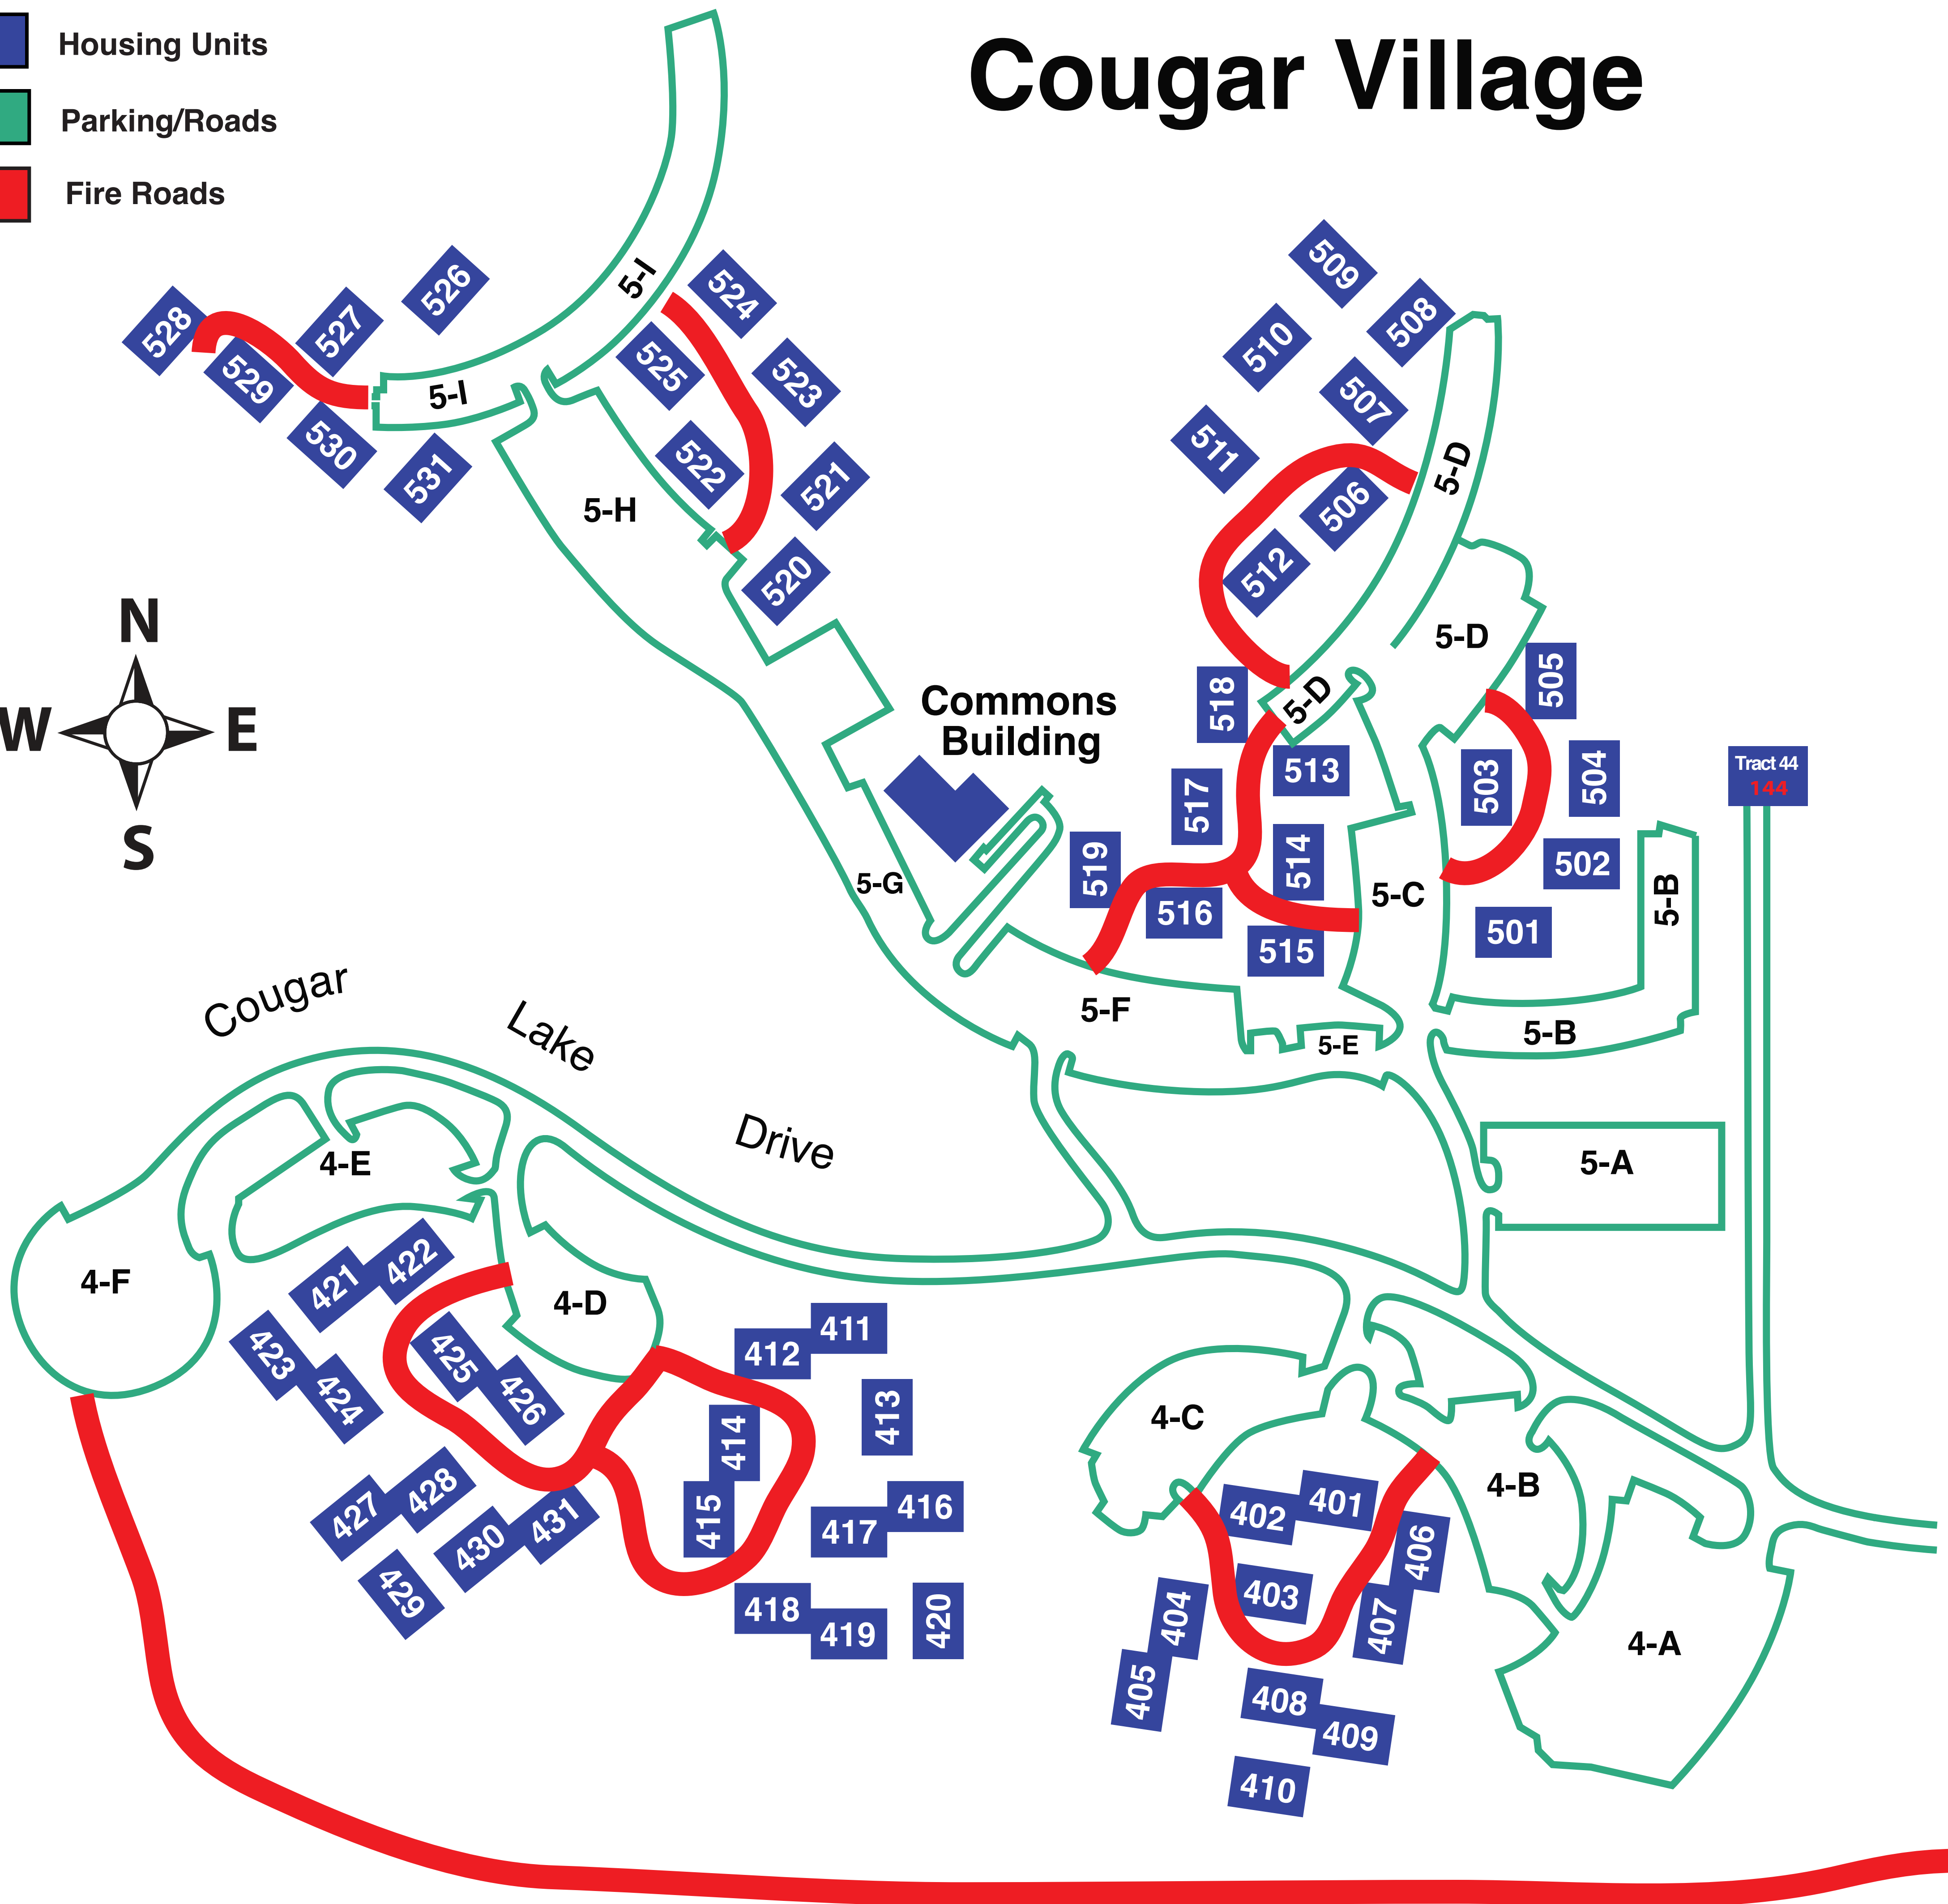 Housing Units
Parking/Roads
Fire Roads
Cougar Village
5-I
524
509
508
526
527
528
529
530
531
5-I
525
523
522
521
520
5-H
510
507
511
506
512
5-D
5-D
5-D
505
N
W E
S
Commons
Building
518
513
517
514
519
516
515
503
504
502
501
5-C
5-B
5-B
Tract 44
144
5-G
5-F
5-E
5-A
Cougar
Lake
Drive
4-E
4-F
4-D
422
421
423
424
425
426
427
428
429
430
431
411
412
413
414
415
416
417
418
419
420
4-C
4-B
4-A
401
402
403
404
405
406
407
408
409
410